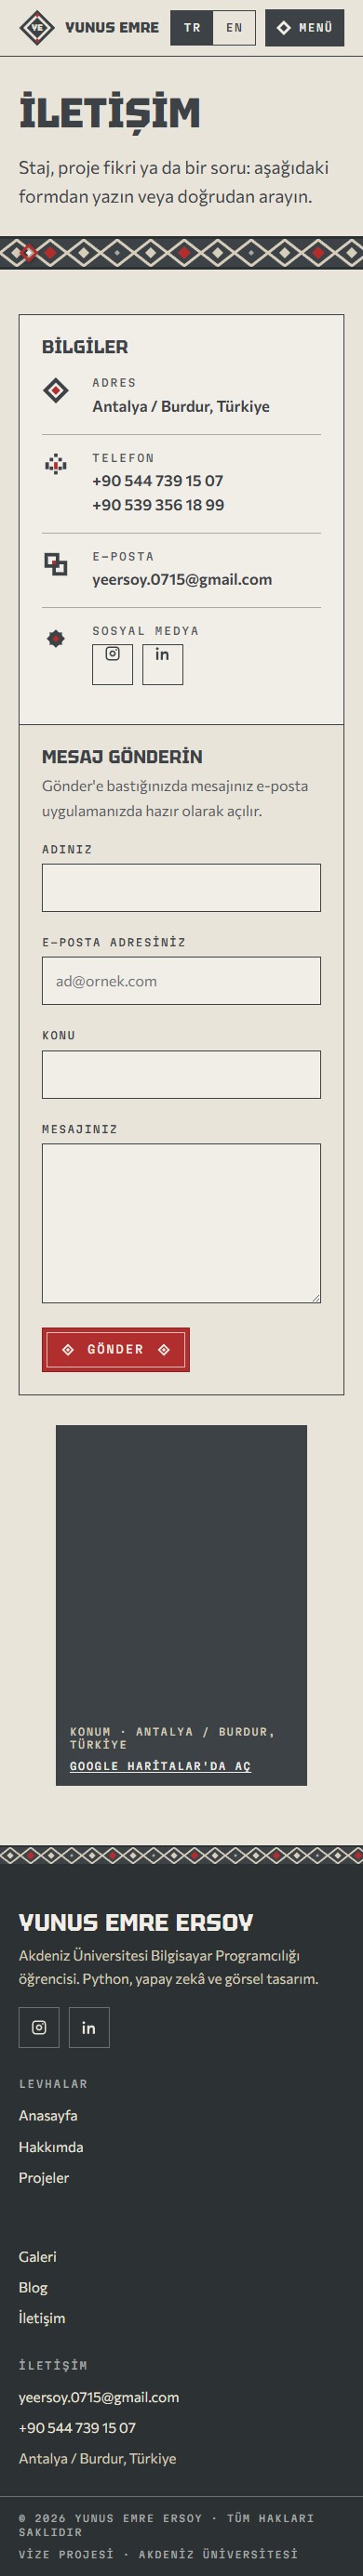 YE YUNUS EMRE TR EN MENÜ
İLETİŞİM
Staj, proje fikri ya da bir soru: aşağıdaki
formdan yazın veya doğrudan arayın.
BİLGİLER
ADRES
Antalya / Burdur, Türkiye
TELEFON
+90 544 739 15 07
+90 539 356 18 99
E-POSTA
yeersoy.0715@gmail.com
SOSYAL MEDYA
in
MESAJ GÖNDERİN
Gönder'e bastığınızda mesajınız e-posta
uygulamanızda hazır olarak açılır.
ADINIZ
E-POSTA ADRESİNİZ
ad@ornek.com
KONU
MESAJINIZ
GÖNDER
KONUM · ANTALYA / BURDUR,
TÜRKİYE
GOOGLE HARİTALAR'DA AÇ
YUNUS EMRE ERSOY
Akdeniz Üniversitesi Bilgisayar Programcılığı
öğrencisi. Python, yapay zekâ ve görsel tasarım.
in
LEVHALAR
Anasayfa
Hakkımda
Projeler
Galeri
Blog
İletişim
İLETİŞİM
yeersoy.0715@gmail.com
+90 544 739 15 07
Antalya / Burdur, Türkiye
© 2026 YUNUS EMRE ERSOY · TÜM HAKLARI
SAKLIDIR
VİZE PROJESİ · AKDENİZ ÜNİVERSİTESİ